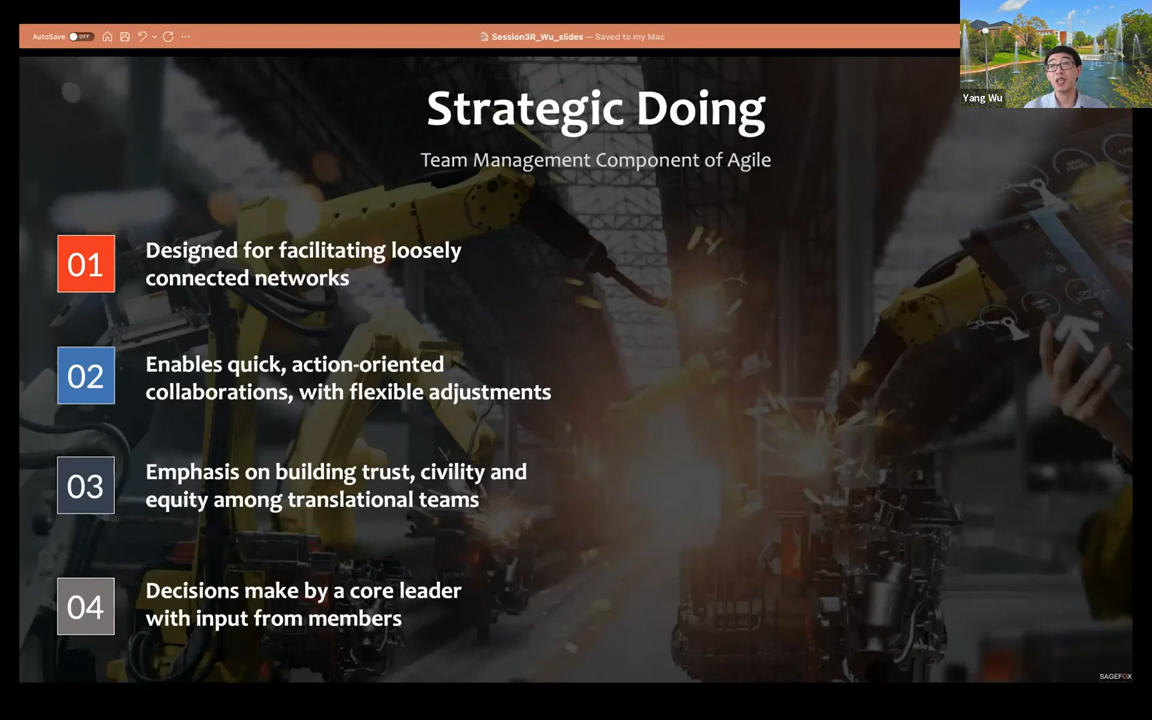 AutoSave OFF
Session3R_Wu_slides — Saved to my Mac
Yang Wu
Strategic Doing
Team Management Component of Agile
01
Designed for facilitating loosely
connected networks
02
Enables quick, action-oriented
collaborations, with flexible adjustments
03
Emphasis on building trust, civility and
equity among translational teams
04
Decisions make by a core leader
with input from members
SAGEFOX